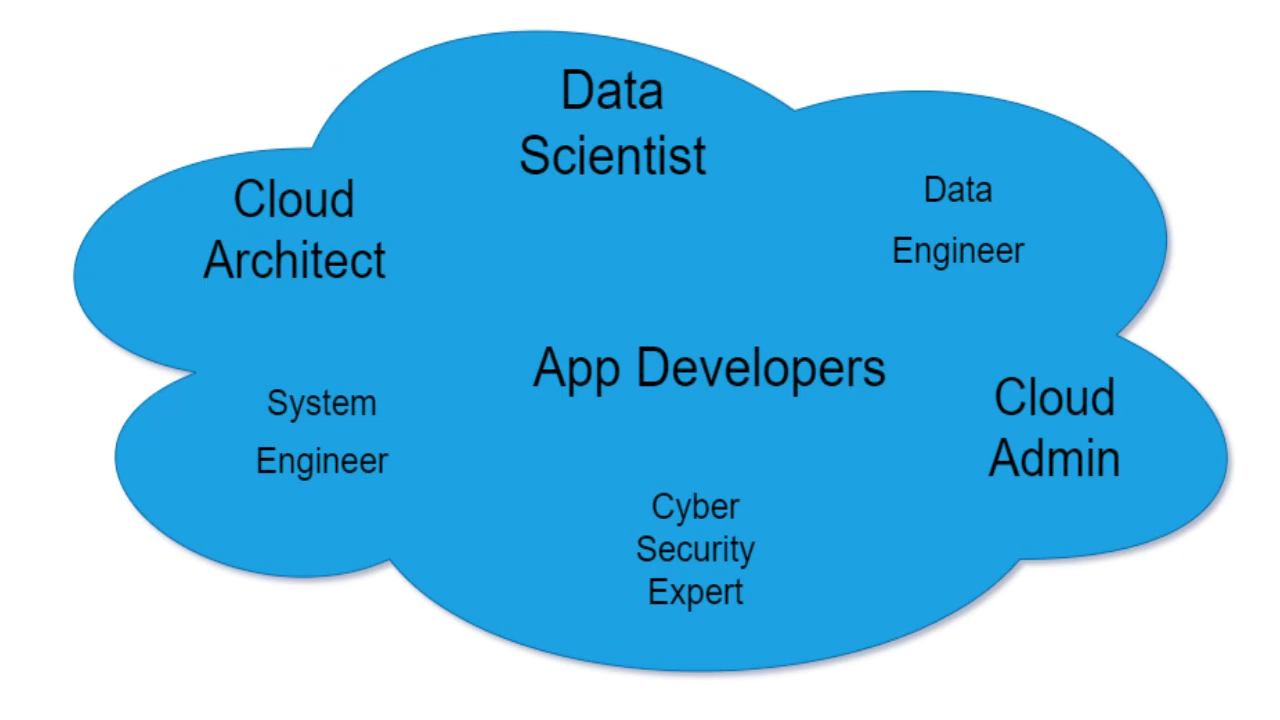 Data
Scientist
Cloud
Architect
Data
Engineer
App Developers
Cloud
Admin
System
Engineer
Cyber
Security
Expert